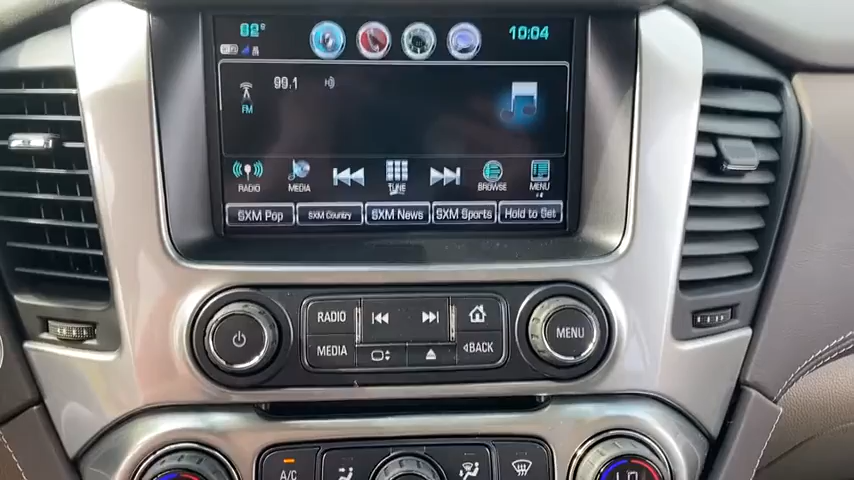 82° 10:04
99.1
FM
RADIO MEDIA TUNE BROWSE MENU
SXM Pop SXM Country SXM News SXM Sports Hold to Set
RADIO
MEDIA BACK
MENU
A/C
LO